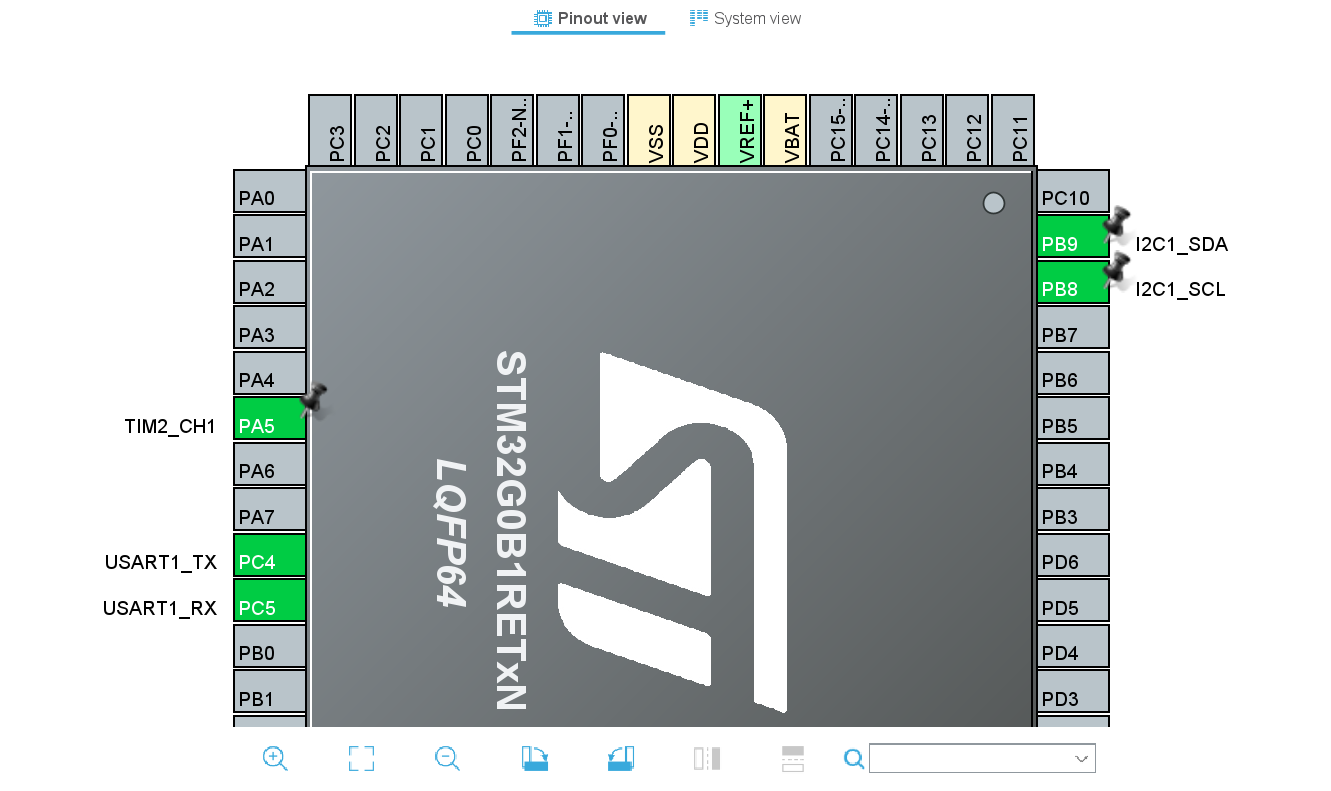 Pinout view
System view
PC3
PC2
PC1
PC0
PF2-N..
PF1-..
PF0-..
VSS
VDD
VREF+
VBAT
PC15-..
PC14-..
PC13
PC12
PC11
PA0
PA1
PA2
PA3
PA4
TIM2_CH1 PA5
PA6
PA7
USART1_TX PC4
USART1_RX PC5
PB0
PB1
STM32G0B1RETxN
LQFP64
PC10
PB9 I2C1_SDA
PB8 I2C1_SCL
PB7
PB6
PB5
PB4
PB3
PD6
PD5
PD4
PD3